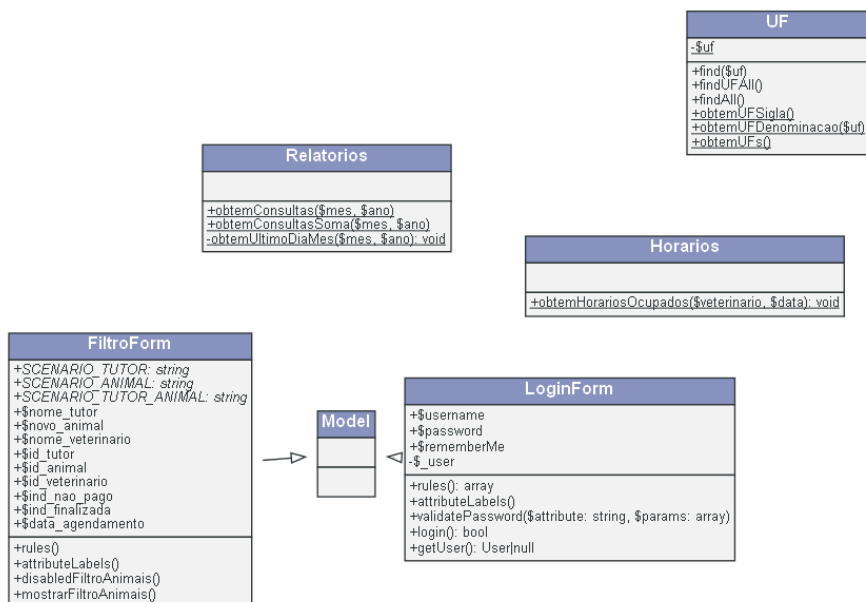 UF
-$uf
+find($uf)
+findUFAll()
+findAll()
+obtemUFSigla()
+obtemUFDenominacao($uf)
+obtemUFs()
Relatorios
+obtemConsultas($mes, $ano)
+obtemConsultasSoma($mes, $ano)
-obtemUltimoDiaMes($mes, $ano): void
Horarios
+obtemHorariosOcupados($veterinario, $data): void
FiltroForm
+SCENARIO_TUTOR: string
+SCENARIO_ANIMAL: string
+SCENARIO_TUTOR_ANIMAL: string
+$nome_tutor
+$novo_animal
+$nome_veterinario
+$id_tutor
+$id_animal
+$id_veterinario
+$ind_nao_pago
+$ind_finalizada
+$data_agendamento
+rules()
+attributeLabels()
+disabledFiltroAnimais()
+mostrarFiltroAnimais()
Model
LoginForm
+$username
+$password
+$rememberMe
-$_user
+rules(): array
+attributeLabels()
+validatePassword($attribute: string, $params: array)
+login(): bool
+getUser(): User|null